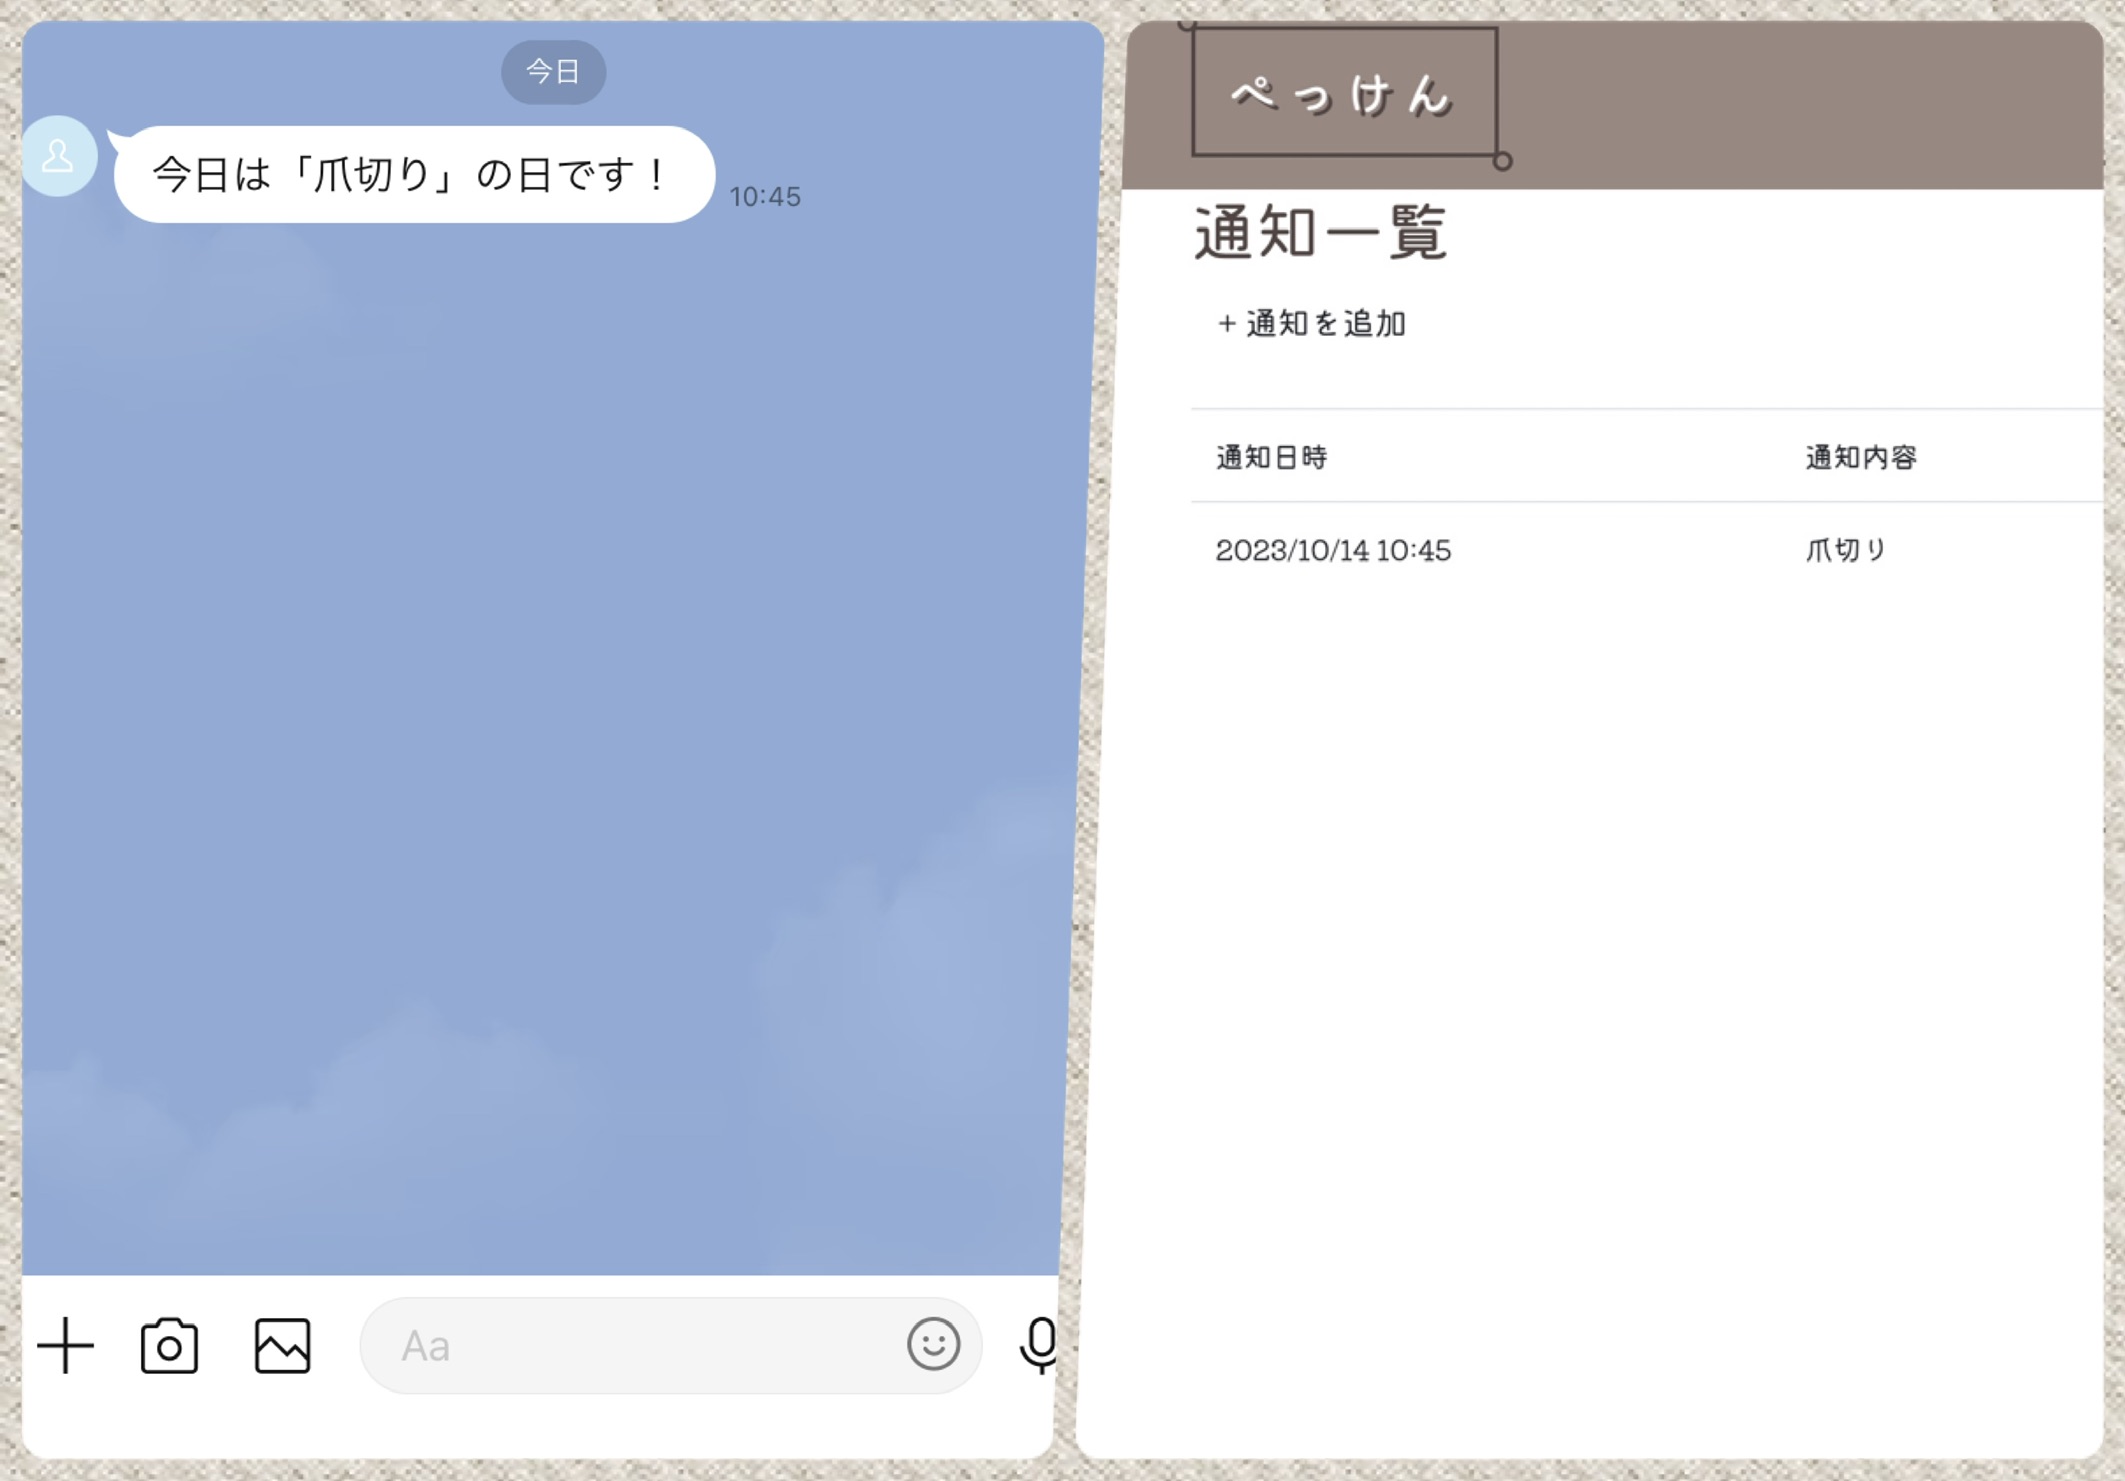 今日
今日は「爪切り」の日です！
10:45
Aa
ぺっけん
通知一覧
+ 通知を追加
通知日時 通知内容
2023/10/14 10:45 爪切り